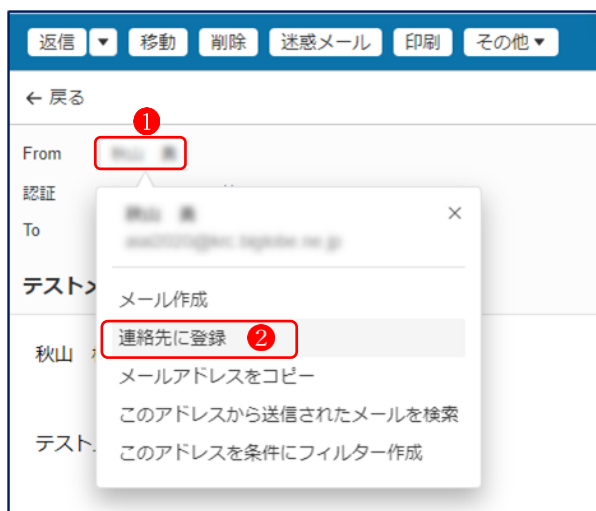 返信 ▼ 移動 削除 迷惑メール 印刷 その他▼
← 戻る
1
From
認証
×
To
テスト
メール作成
連絡先に登録 2
秋山
メールアドレスをコピー
このアドレスから送信されたメールを検索
テスト
このアドレスを条件にフィルター作成